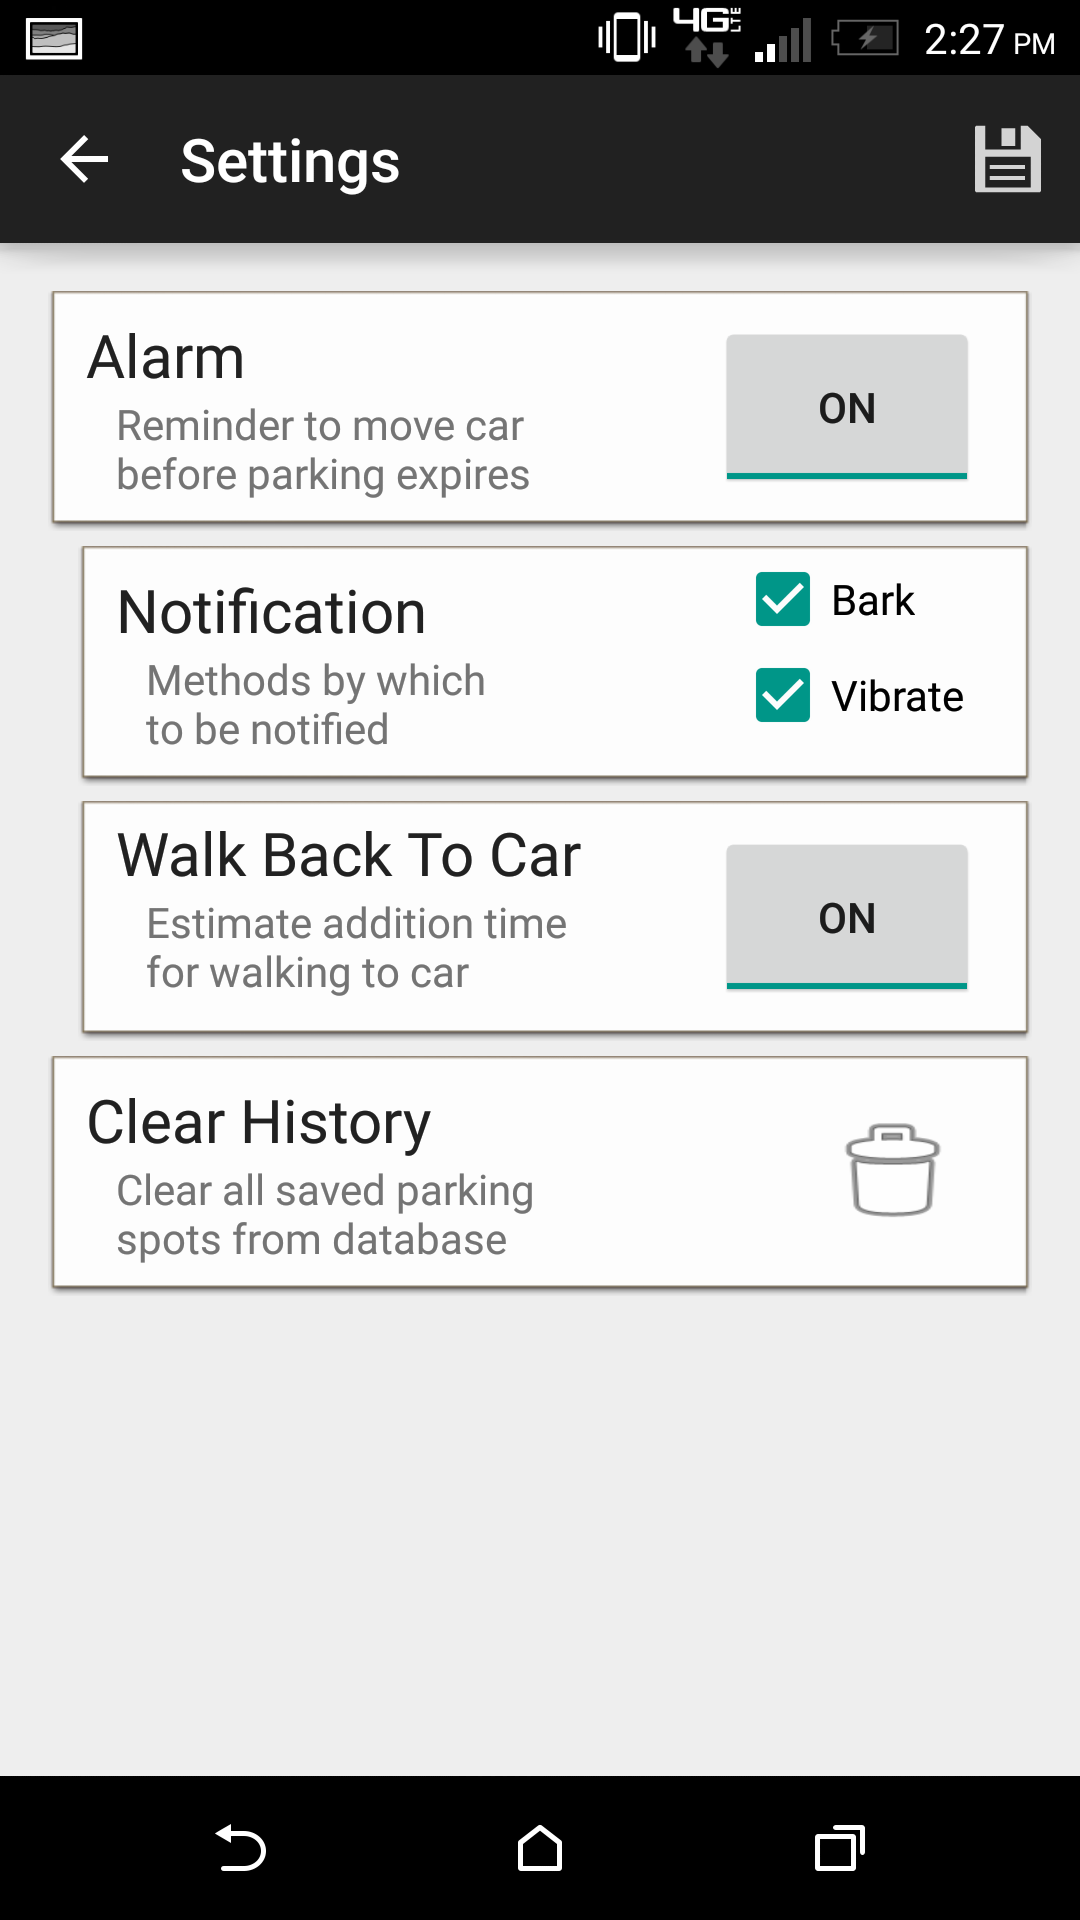 4G LTE 2:27 PM
Settings
Alarm
Reminder to move car
before parking expires
ON
Notification
Methods by which
to be notified
Bark
Vibrate
Walk Back To Car
Estimate addition time
for walking to car
ON
Clear History
Clear all saved parking
spots from database